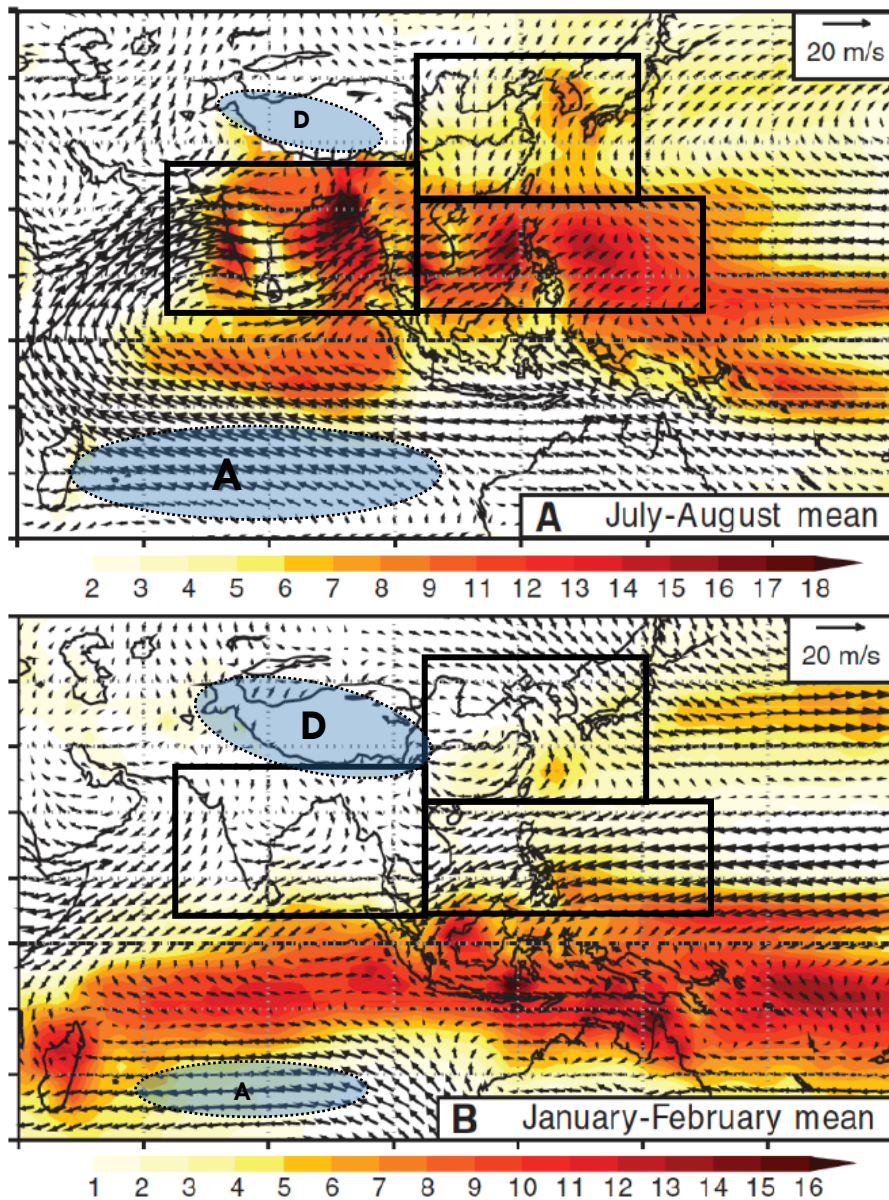 20 m/s
D
A
A July-August mean
2 3 4 5 6 7 8 9 11 12 13 14 15 16 17 18
20 m/s
D
A
B January-February mean
1 2 3 4 5 6 7 8 9 10 11 12 13 14 15 16